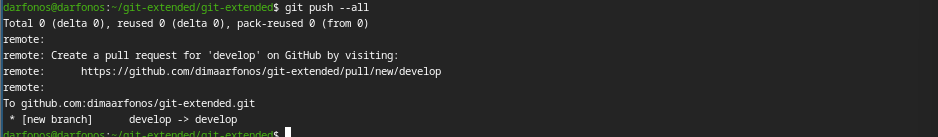 darfonos@darfonos:~/git-extended/git-extended$ git push --all
Total 0 (delta 0), reused 0 (delta 0), pack-reused 0 (from 0)
remote:
remote: Create a pull request for 'develop' on GitHub by visiting:
remote:      https://github.com/dimaarfonos/git-extended/pull/new/develop
remote:
To github.com:dimaarfonos/git-extended.git
 * [new branch]      develop -> develop
darfonos@darfonos:~/git-extended/git-extended$